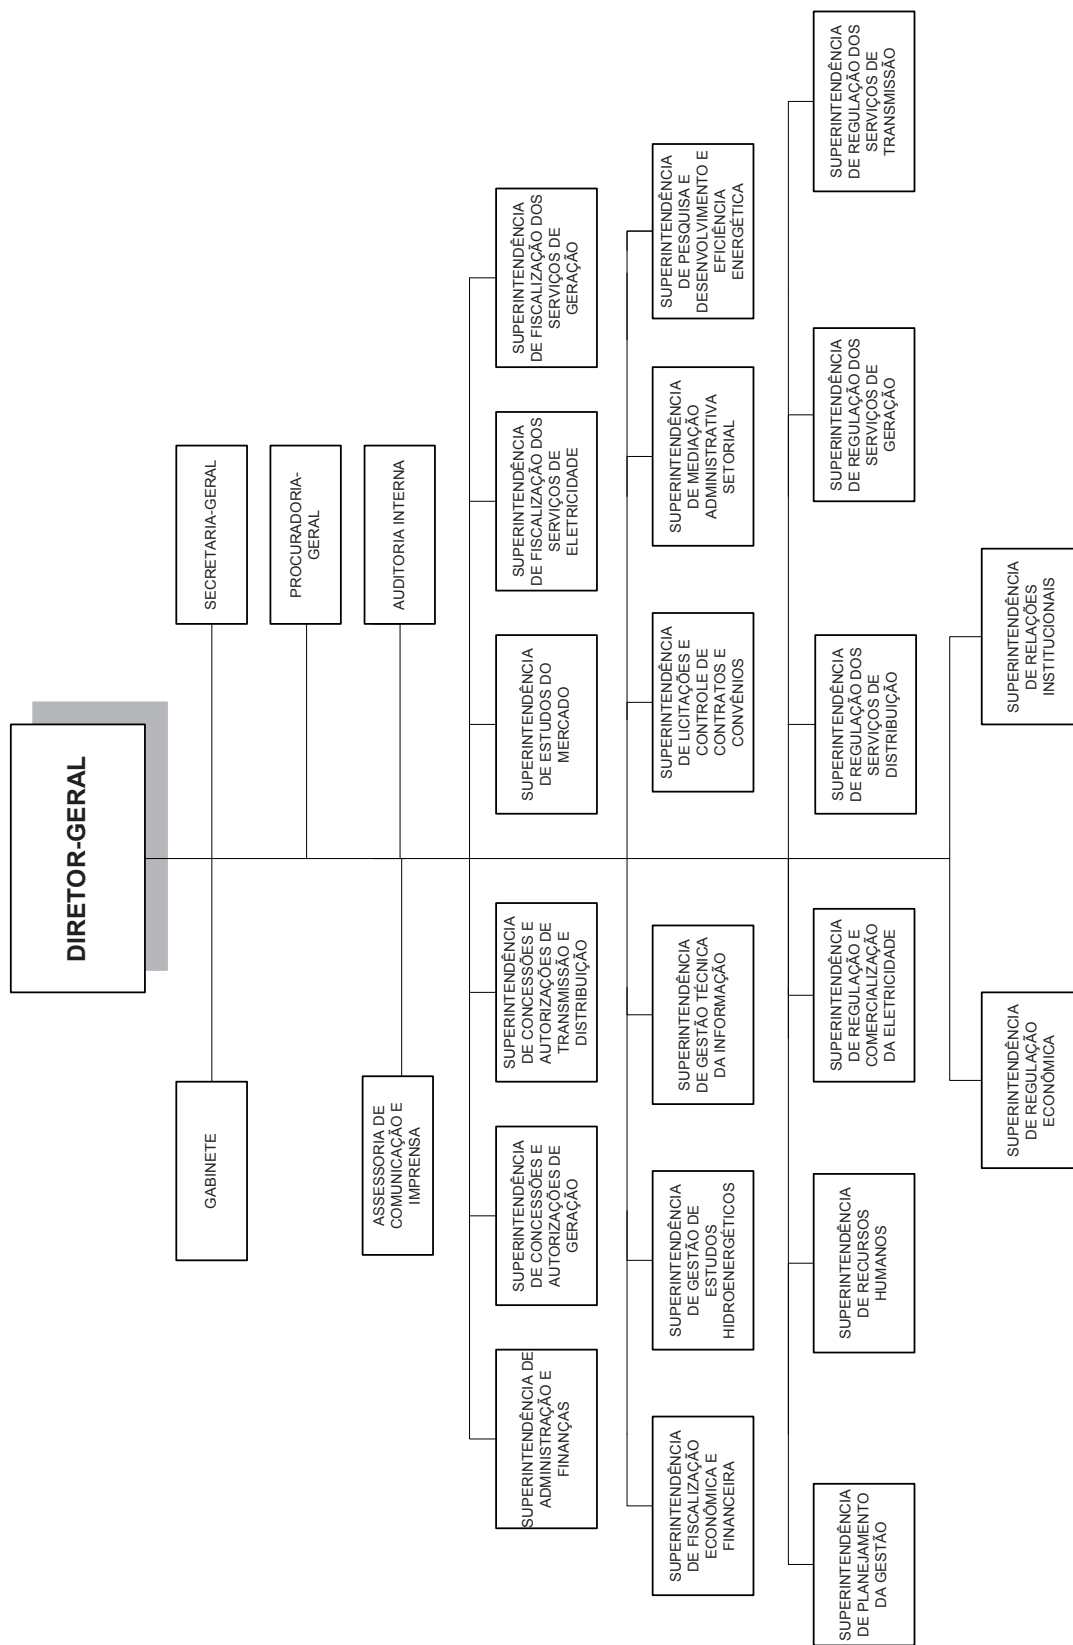 DIRETOR-GERAL
GABINETE
SECRETARIA-GERAL
PROCURADORIA-
GERAL
ASSESSORIA DE
COMUNICAÇÃO E
IMPRENSA
AUDITORIA INTERNA
SUPERINTENDÊNCIA DE
ADMINISTRAÇÃO E
FINANÇAS
SUPERINTENDÊNCIA
DE CONCESSÕES E
AUTORIZAÇÕES DE
GERAÇÃO
SUPERINTENDÊNCIA
DE CONCESSÕES E
AUTORIZAÇÕES DE
TRANSMISSÃO E
DISTRIBUIÇÃO
SUPERINTENDÊNCIA
DE ESTUDOS DO
MERCADO
SUPERINTENDÊNCIA
DE FISCALIZAÇÃO DOS
SERVIÇOS DE
ELETRICIDADE
SUPERINTENDÊNCIA
DE FISCALIZAÇÃO DOS
SERVIÇOS DE
GERAÇÃO
SUPERINTENDÊNCIA
DE FISCALIZAÇÃO
ECONÔMICA E
FINANCEIRA
SUPERINTENDÊNCIA
DE GESTÃO DE
ESTUDOS
HIDROENERGÉTICOS
SUPERINTENDÊNCIA
DE GESTÃO TÉCNICA
DA INFORMAÇÃO
SUPERINTENDÊNCIA
DE LICITAÇÕES E
CONTROLE DE
CONTRATOS E
CONVÊNIOS
SUPERINTENDÊNCIA
DE MEDIAÇÃO
ADMINISTRATIVA
SETORIAL
SUPERINTENDÊNCIA
DE PESQUISA E
DESENVOLVIMENTO E
EFICIÊNCIA
ENERGÉTICA
SUPERINTENDÊNCIA
DE PLANEJAMENTO
DA GESTÃO
SUPERINTENDÊNCIA
DE RECURSOS
HUMANOS
SUPERINTENDÊNCIA
DE REGULAÇÃO E
COMERCIALIZAÇÃO
DA ELETRICIDADE
SUPERINTENDÊNCIA
DE REGULAÇÃO DOS
SERVIÇOS DE
DISTRIBUIÇÃO
SUPERINTENDÊNCIA
DE REGULAÇÃO DOS
SERVIÇOS DE
GERAÇÃO
SUPERINTENDÊNCIA
DE REGULAÇÃO DOS
SERVIÇOS DE
TRANSMISSÃO
SUPERINTENDÊNCIA
DE REGULAÇÃO
ECONÔMICA
SUPERINTENDÊNCIA
DE RELAÇÕES
INSTITUCIONAIS